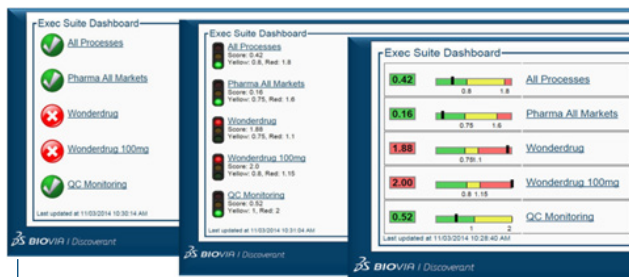 Exec Suite Dashboard
All Processes
Pharma All Markets
Wonderdrug
Wonderdrug 100mg
QC Monitoring
Last updated at 11/03/2014 10:30:14 AM
BIOVIA | Discoverant
Exec Suite Dashboard
All Processes
Score: 0.42
Yellow: 0.8, Red: 1.8
Pharma All Markets
Score: 0.16
Yellow: 0.75, Red: 1.6
Wonderdrug
Score: 1.88
Yellow: 0.75, Red: 1.1
Wonderdrug 100mg
Score: 2.0
Yellow: 0.8, Red: 1.15
QC Monitoring
Score: 0.52
Yellow: 1, Red: 2
Last updated at 11/03/2014 10:31:04 AM
BIOVIA | Discoverant
Exec Suite Dashboard
0.42 All Processes
0.8 1.8
0.16 Pharma All Markets
0.75 1.6
1.88 Wonderdrug
0.75 1.1
2.00 Wonderdrug 100mg
0.8 1.15
0.52 QC Monitoring
1 2
Last updated at 11/03/2014 10:28:40 AM
BIOVIA | Discoverant